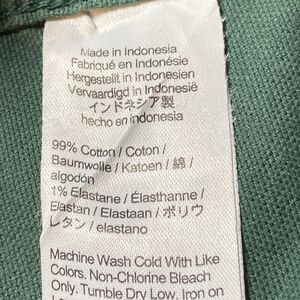 Made in Indonesia
Fabriqué en Indonésie
Hergestellt in Indonesien
Vervaardigd in Indonesië
インドネシア製
hecho en indonesia
99% Cotton / Coton /
Baumwolle / Katoen / 綿 /
algodón
1% Elastane / Élasthanne /
Elastan / Elastaan / ポリウ
レタン / elastano
Machine Wash Cold With Like
Colors. Non-Chlorine Bleach
Only. Tumble Dry Low. Iron on